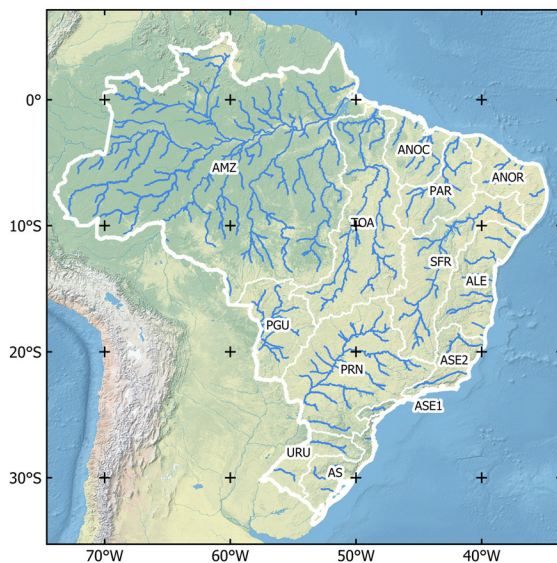 0°
ANOC
AMZ
PAR
ANOR
10°S
TOA
SFR
ALE
PGU
20°S
ASE2
PRN
ASE1
URU
AS
30°S
70°W
60°W
50°W
40°W